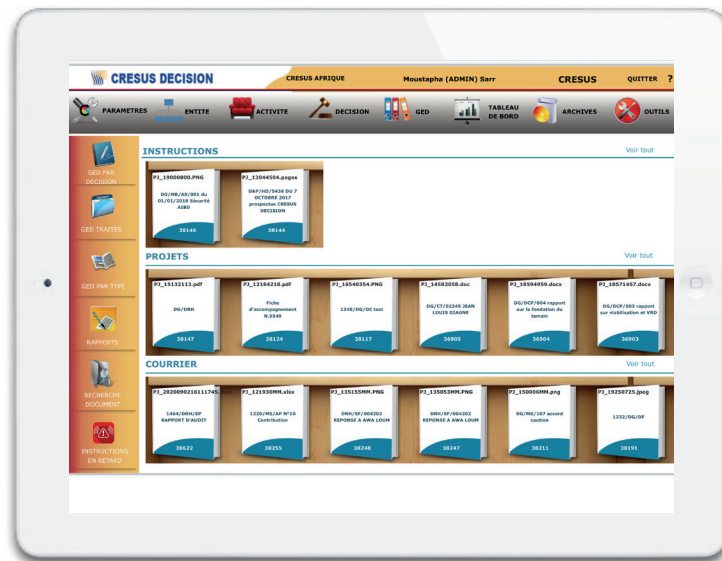 CRESUS DECISION
CRESUS AFRIQUE
Moustapha (ADMIN) Sarr
CRESUS
QUITTER ?
PARAMETRES
ENTITE
ACTIVITE
DECISION
GED
TABLEAU
DE BORD
ARCHIVES
OUTILS
GED PAR
DECISION
GED TRAITES
GED PAR TYPE
RAPPORTS
RECHERCHE
DOCUMENT
INSTRUCTIONS
EN RETARD
INSTRUCTIONS
Voir tout
PJ_19000800.PNG
DG/MB/AS/001 du
01/01/2018 Sécurité
AIBD
38146
PJ_13044504.pages
DAF/HD/S436 DU 7
OCTOBRE 2017
prospectus CRESUS
DECISION
38144
PROJETS
Voir tout
PJ_15132113.pdf
DG/DRH
38147
PJ_12184218.pdf
Fiche
d'accompagnement
N.5549
38124
PJ_16540354.PNG
1345/DG/DC test
38117
PJ_14582058.doc
DG/CT/02345 JEAN
LOUIS DIAGNE
36905
PJ_18594959.docx
DG/DCP/004 rapport
sur la fondation du
terrain
36904
PJ_18571457.docx
DG/DCP/003 rapport
sur viabilisation et VRD
36903
COURRIER
Voir tout
PJ_2020090216111745.
1464/DRH/SP
RAPPORT D'AUDIT
38622
PJ_121930MM.xlsx
1220/MS/AP N°10
Contribution
38255
PJ_135155MM.PNG
DRH/SF/004202
REPONSE A AWA LOUM
38248
PJ_135053MM.PNG
DRH/SF/004202
REPONSE A AWA LOUM
38247
PJ_150006MM.png
DG/MS/107 accord
caution
38211
PJ_19250725.jpeg
1232/DG/DF
38191